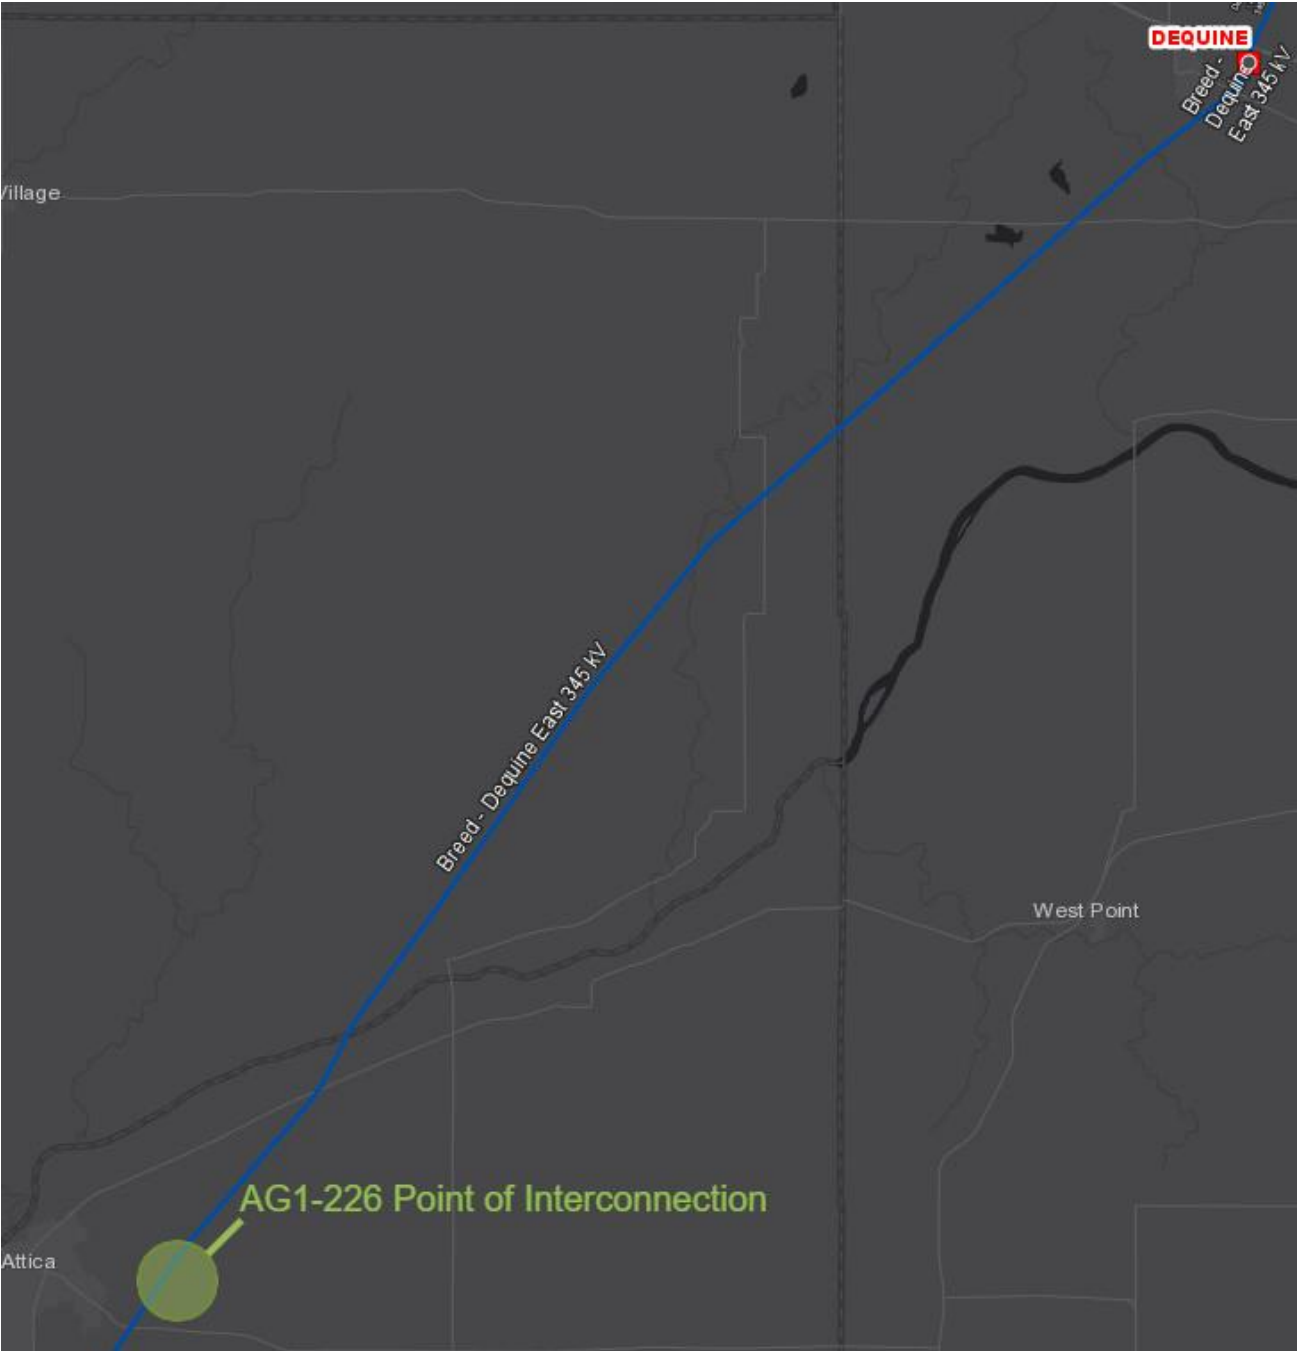 DEQUINE
Breed -
Dequine
East 345 kV
Village
Breed - Dequine East 345 kV
West Point
AG1-226 Point of Interconnection
Attica